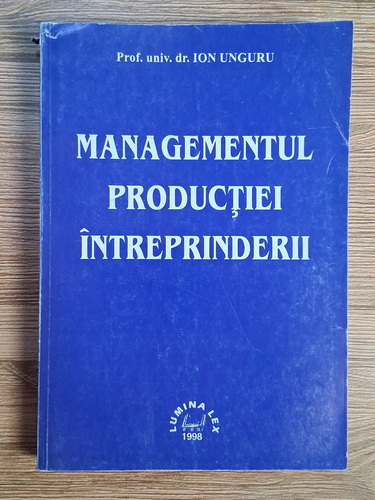 Prof. univ. dr. ION UNGURU
MANAGEMENTUL
PRODUCȚIEI
ÎNTREPRINDERII
LUMINA LEX
1998